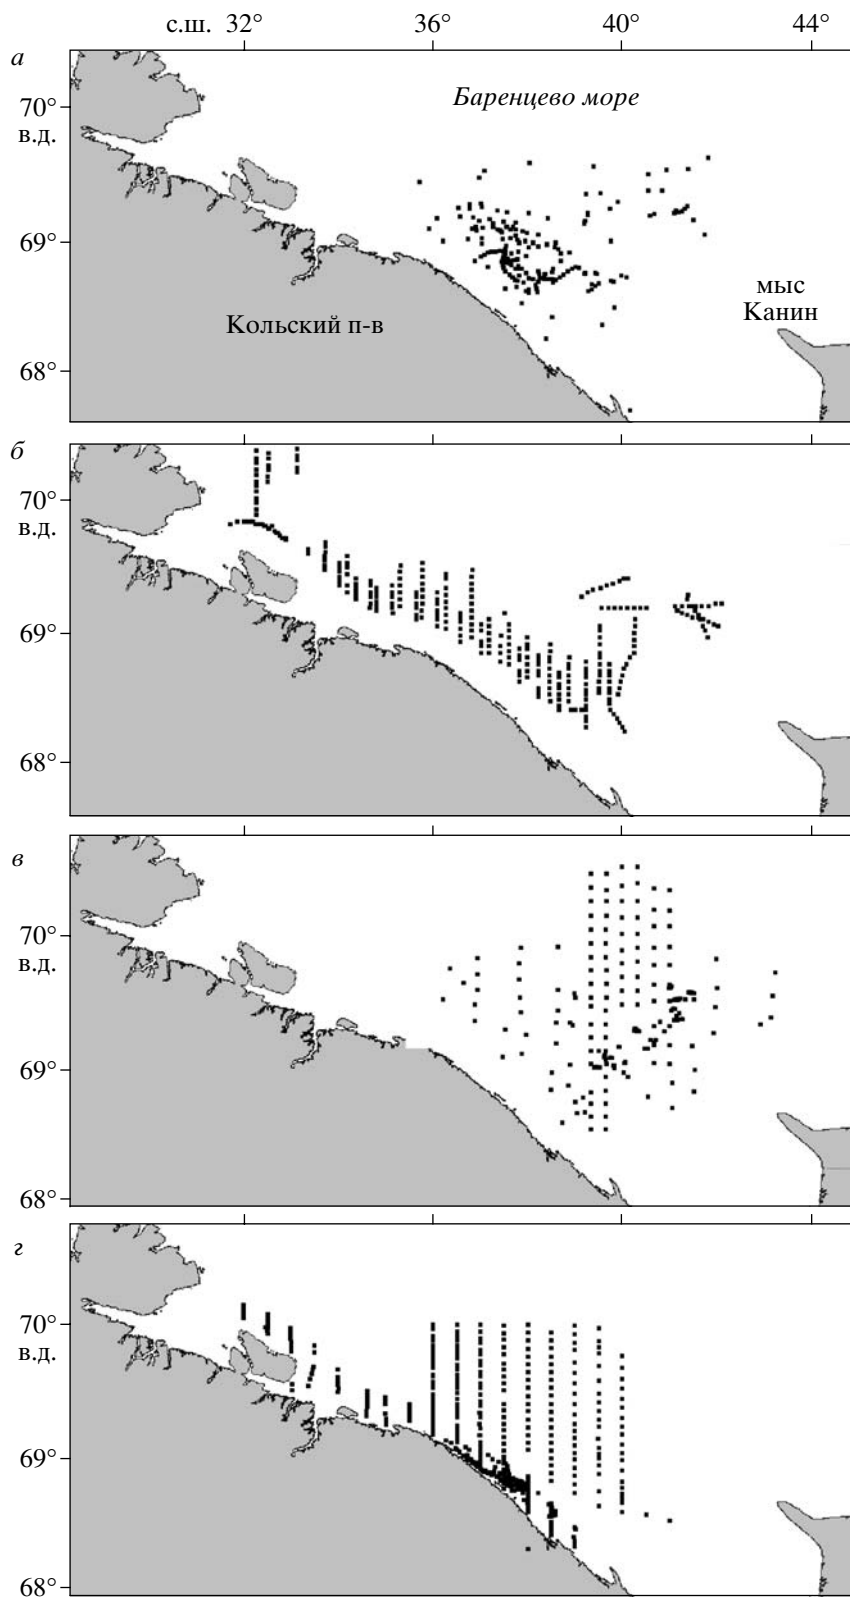 с.ш. 32° 36° 40° 44°
а
Баренцево море
70°
в.д.
69°
мыс
Канин
Кольский п-в
68°
б
70°
в.д.
69°
68°
в
70°
в.д.
69°
68°
г
70°
в.д.
69°
68°